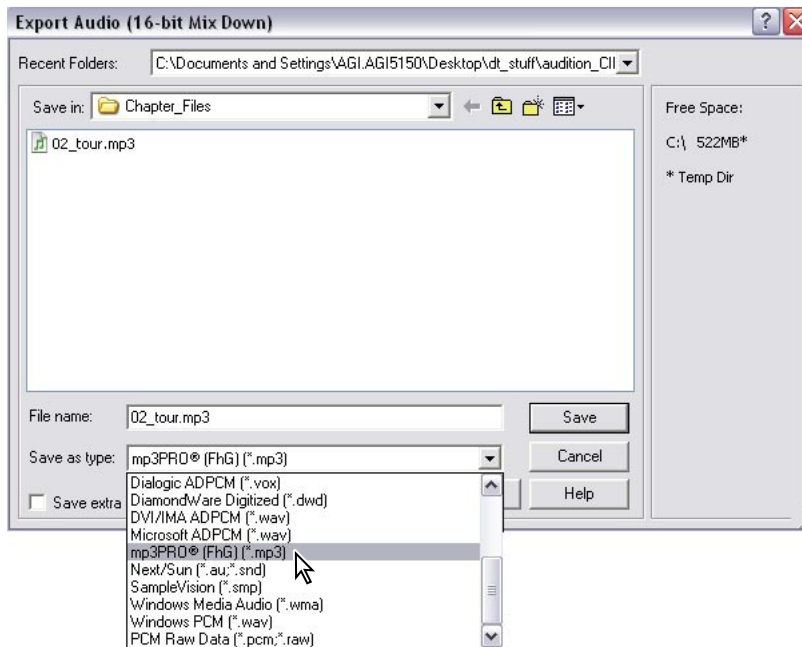 Export Audio (16-bit Mix Down)
Recent Folders: C:\Documents and Settings\AGI.AGI5150\Desktop\dt_stuff\audition_CII
Save in: Chapter_Files
02_tour.mp3
Free Space:
C:\ 522MB*
* Temp Dir
File name: 02_tour.mp3
Save
Save as type: mp3PRO® (FhG) (*.mp3)
Cancel
Save extra
Help
Dialogic ADPCM (*.vox)
DiamondWare Digitized (*.dwd)
DVI/IMA ADPCM (*.wav)
Microsoft ADPCM (*.wav)
mp3PRO® (FhG) (*.mp3)
Next/Sun (*.au;*.snd)
SampleVision (*.smp)
Windows Media Audio (*.wma)
Windows PCM (*.wav)
PCM Raw Data (*.pcm;*.raw)